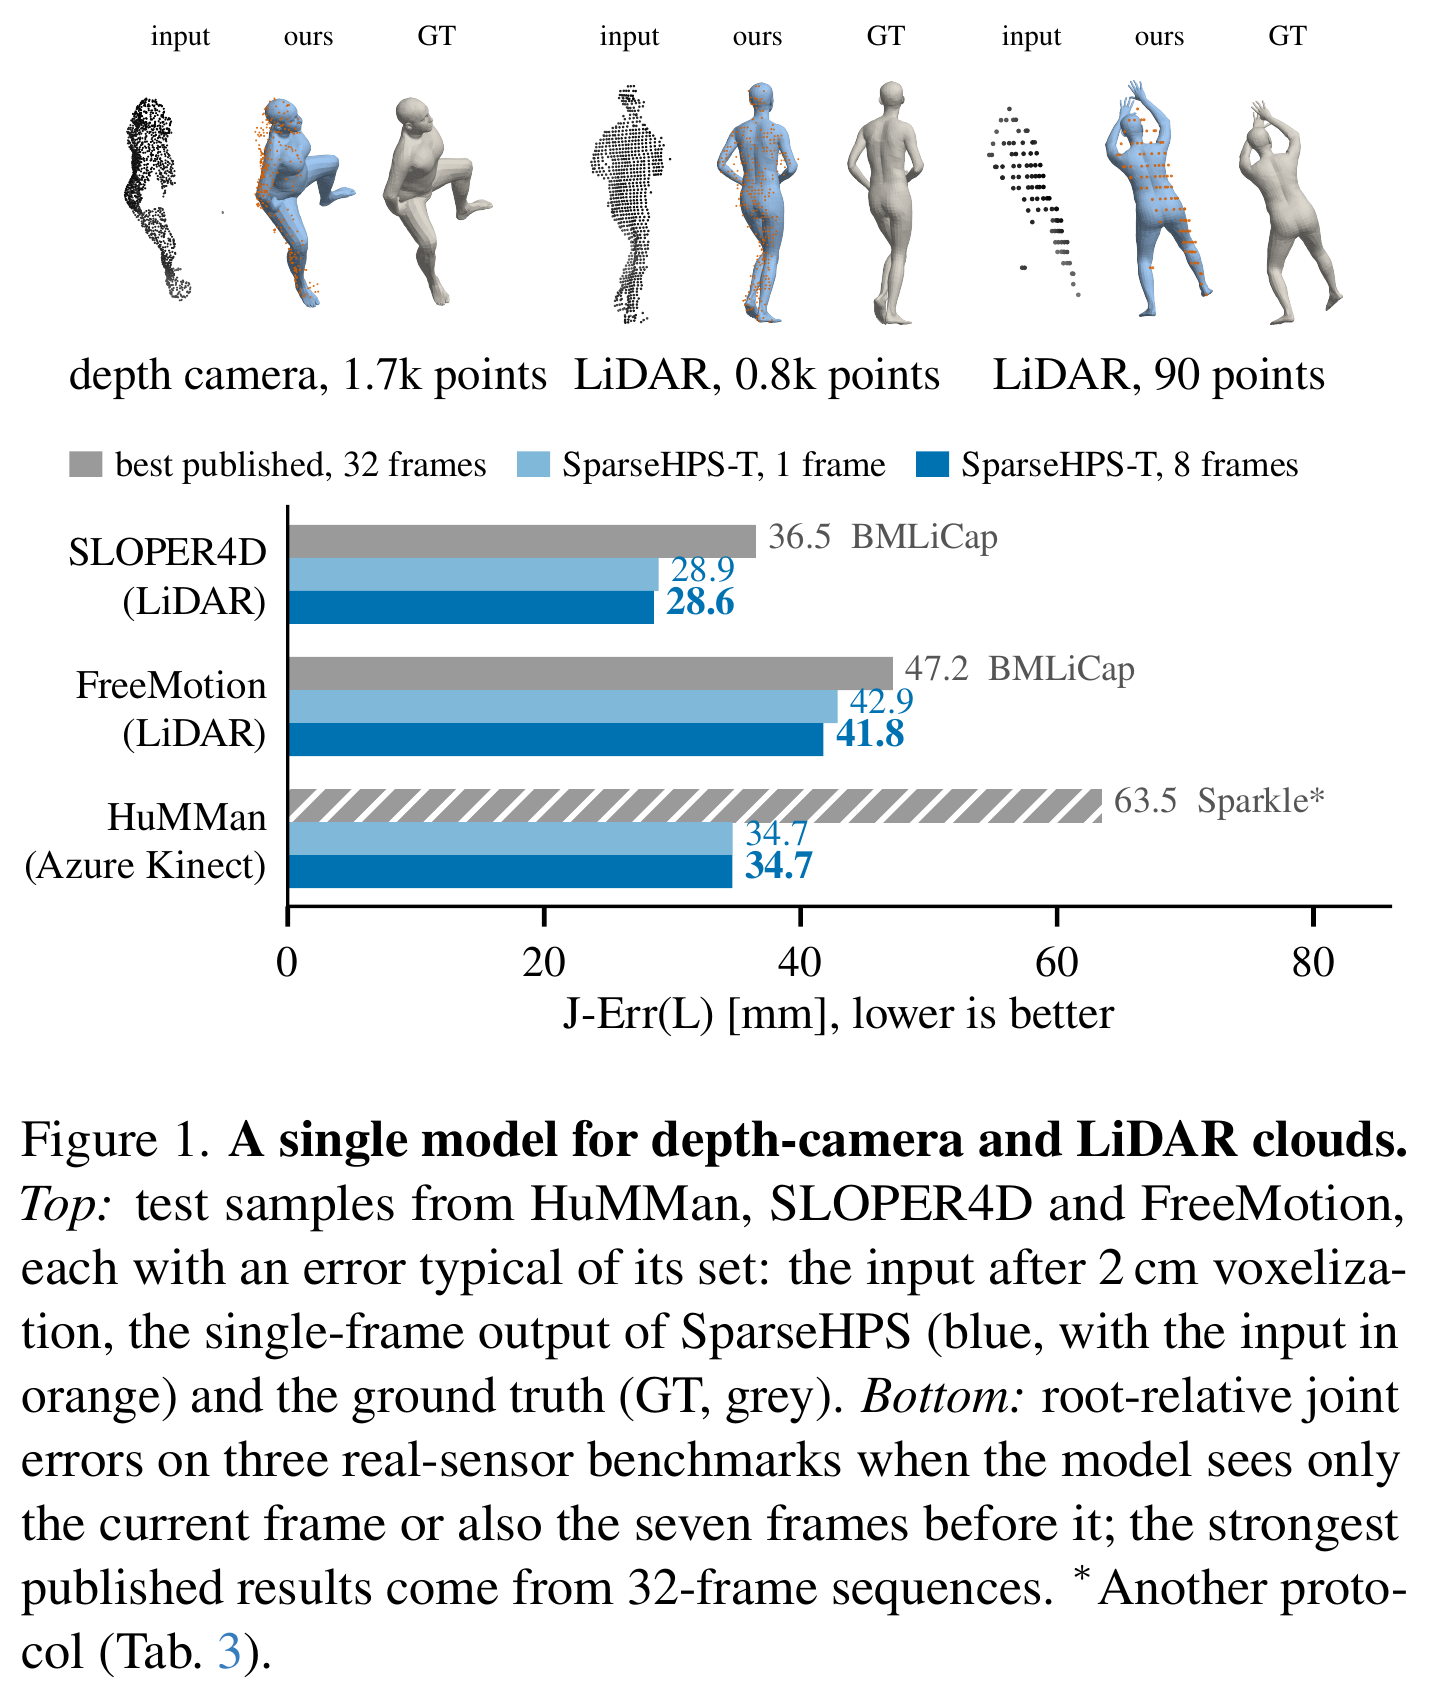 input ours GT input ours GT input ours GT
depth camera, 1.7k points LiDAR, 0.8k points LiDAR, 90 points
best published, 32 frames SparseHPS-T, 1 frame SparseHPS-T, 8 frames
SLOPER4D
(LiDAR)
36.5 BMLiCap
28.9
28.6
FreeMotion
(LiDAR)
47.2 BMLiCap
42.9
41.8
HuMMan
(Azure Kinect)
63.5 Sparkle*
34.7
34.7
0 20 40 60 80
J-Err(L) [mm], lower is better
Figure 1. A single model for depth-camera and LiDAR clouds.
Top: test samples from HuMMan, SLOPER4D and FreeMotion,
each with an error typical of its set: the input after 2 cm voxeliza-
tion, the single-frame output of SparseHPS (blue, with the input in
orange) and the ground truth (GT, grey). Bottom: root-relative joint
errors on three real-sensor benchmarks when the model sees only
the current frame or also the seven frames before it; the strongest
published results come from 32-frame sequences. *Another proto-
col (Tab. 3).